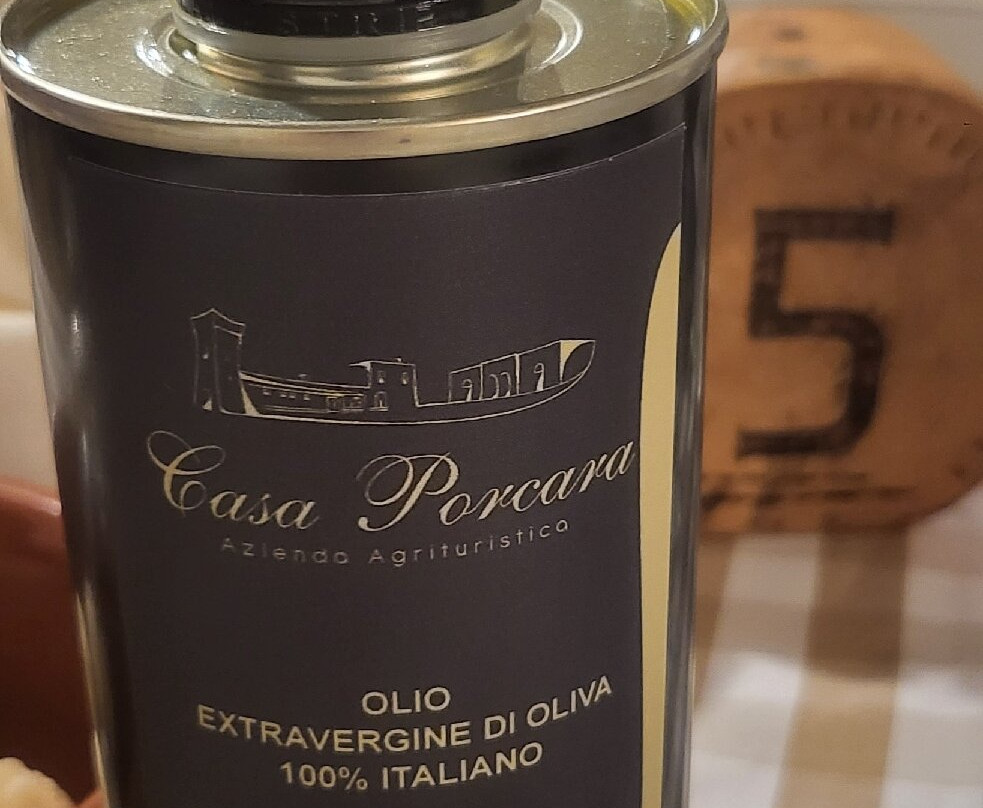 5
Casa Porcara
Azienda Agrituristica
OLIO
EXTRAVERGINE DI OLIVA
100% ITALIANO